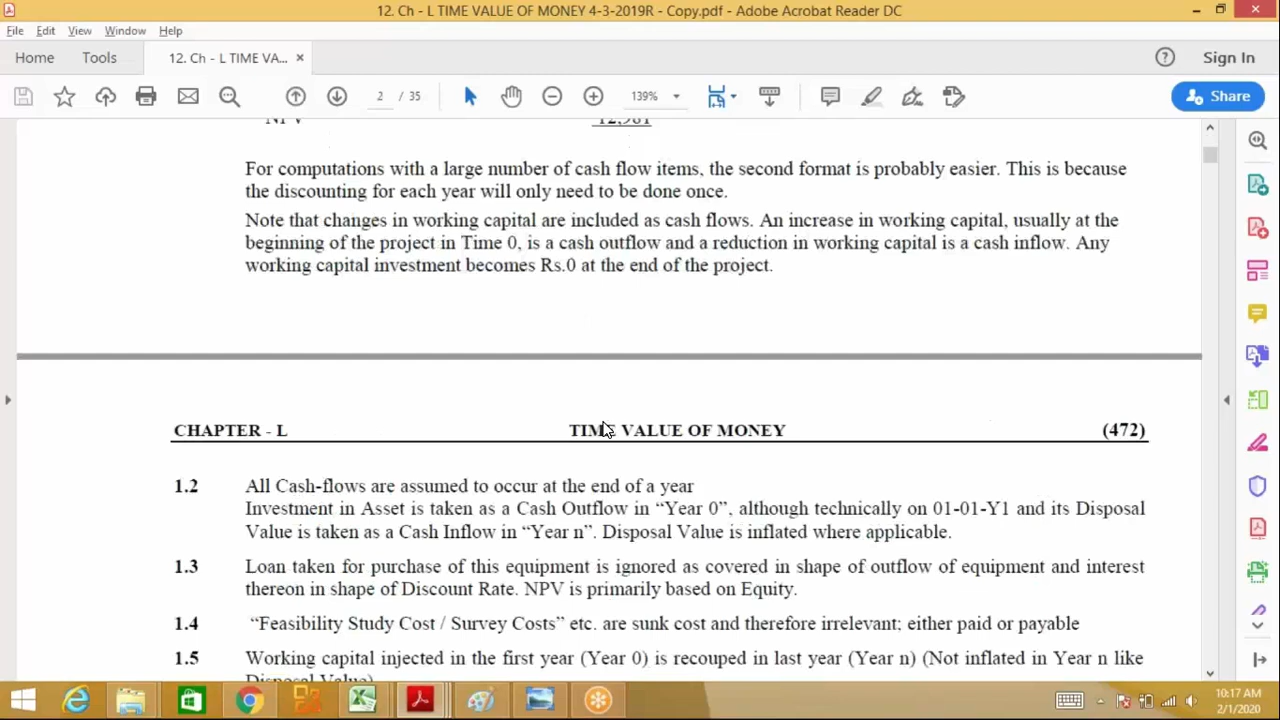 12. Ch - L TIME VALUE OF MONEY 4-3-2019R - Copy.pdf - Adobe Acrobat Reader DC
File Edit View Window Help
Home Tools 12. Ch - L TIME VA... × Sign In
2 / 35 139% Share
NPV 12,981
For computations with a large number of cash flow items, the second format is probably easier. This is because
the discounting for each year will only need to be done once.
Note that changes in working capital are included as cash flows. An increase in working capital, usually at the
beginning of the project in Time 0, is a cash outflow and a reduction in working capital is a cash inflow. Any
working capital investment becomes Rs.0 at the end of the project.
CHAPTER - L TIME VALUE OF MONEY (472)
1.2 All Cash-flows are assumed to occur at the end of a year
Investment in Asset is taken as a Cash Outflow in “Year 0”, although technically on 01-01-Y1 and its Disposal
Value is taken as a Cash Inflow in “Year n”. Disposal Value is inflated where applicable.
1.3 Loan taken for purchase of this equipment is ignored as covered in shape of outflow of equipment and interest
thereon in shape of Discount Rate. NPV is primarily based on Equity.
1.4 “Feasibility Study Cost / Survey Costs” etc. are sunk cost and therefore irrelevant; either paid or payable
1.5 Working capital injected in the first year (Year 0) is recouped in last year (Year n) (Not inflated in Year n like
Disposal Value)
10:17 AM
2/1/2020